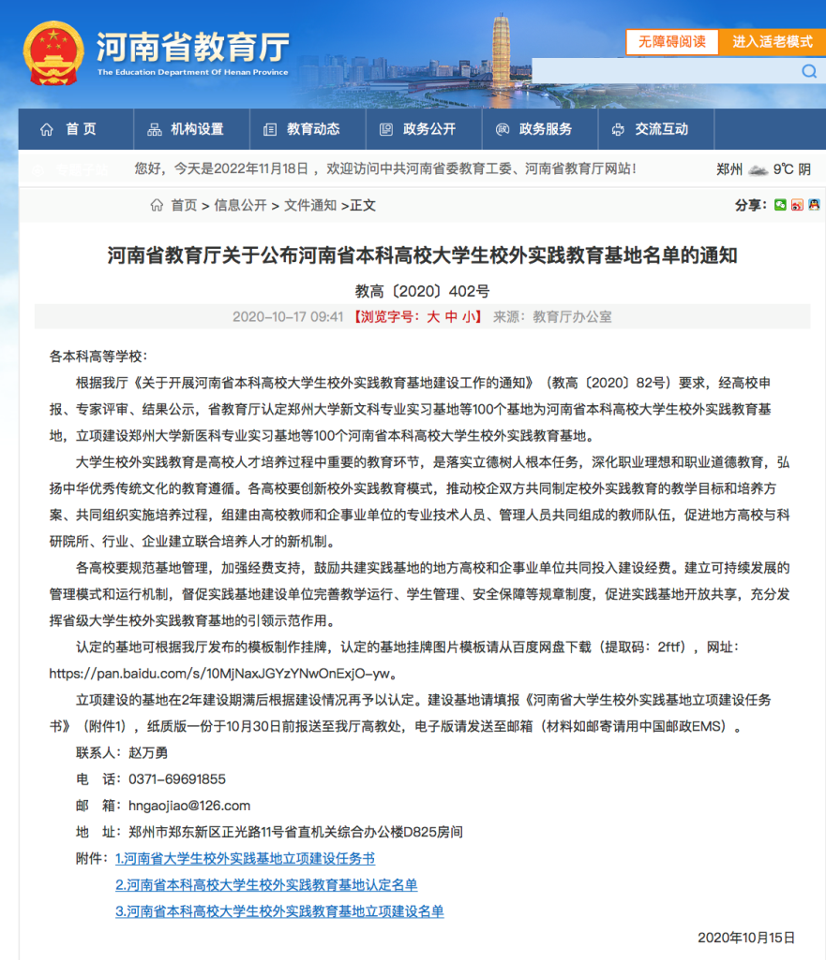 河南省教育厅
The Education Department Of Henan Province
无障碍阅读 进入适老模式
首 页 机构设置 教育动态 政务公开 政务服务 交流互动
您好，今天是2022年11月18日 ，欢迎访问中共河南省委教育工委、河南省教育厅网站！ 郑州 9℃ 阴
首页 > 信息公开 > 文件通知 >正文 分享：
河南省教育厅关于公布河南省本科高校大学生校外实践教育基地名单的通知
教高〔2020〕402号
2020-10-17 09:41 【浏览字号：大 中 小】 来源：教育厅办公室
各本科高等学校：
根据我厅《关于开展河南省本科高校大学生校外实践教育基地建设工作的通知》（教高〔2020〕82号）要求，经高校申
报、专家评审、结果公示，省教育厅认定郑州大学新文科专业实习基地等100个基地为河南省本科高校大学生校外实践教育基
地，立项建设郑州大学新医科专业实习基地等100个河南省本科高校大学生校外实践教育基地。
大学生校外实践教育是高校人才培养过程中重要的教育环节，是落实立德树人根本任务，深化职业理想和职业道德教育，弘
扬中华优秀传统文化的教育遵循。各高校要创新校外实践教育模式，推动校企双方共同制定校外实践教育的教学目标和培养方
案、共同组织实施培养过程，组建由高校教师和企事业单位的专业技术人员、管理人员共同组成的教师队伍，促进地方高校与科
研院所、行业、企业建立联合培养人才的新机制。
各高校要规范基地管理，加强经费支持，鼓励共建实践基地的地方高校和企事业单位共同投入建设经费。建立可持续发展的
管理模式和运行机制，督促实践基地建设单位完善教学运行、学生管理、安全保障等规章制度，促进实践基地开放共享，充分发
挥省级大学生校外实践教育基地的引领示范作用。
认定的基地可根据我厅发布的模板制作挂牌，认定的基地挂牌图片模板请从百度网盘下载（提取码：2ftf），网址：
https://pan.baidu.com/s/10MjNaxJGYzYNwOnExjO-yw。
立项建设的基地在2年建设期满后根据建设情况再予以认定。建设基地请填报《河南省大学生校外实践基地立项建设任务
书》（附件1），纸质版一份于10月30日前报送至我厅高教处，电子版请发送至邮箱（材料如邮寄请用中国邮政EMS）。
联系人：赵万勇
电 话：0371-69691855
邮 箱：hngaojiao@126.com
地 址：郑州市郑东新区正光路11号省直机关综合办公楼D825房间
附件：1.河南省大学生校外实践基地立项建设任务书
2.河南省本科高校大学生校外实践教育基地认定名单
3.河南省本科高校大学生校外实践教育基地立项建设名单
2020年10月15日